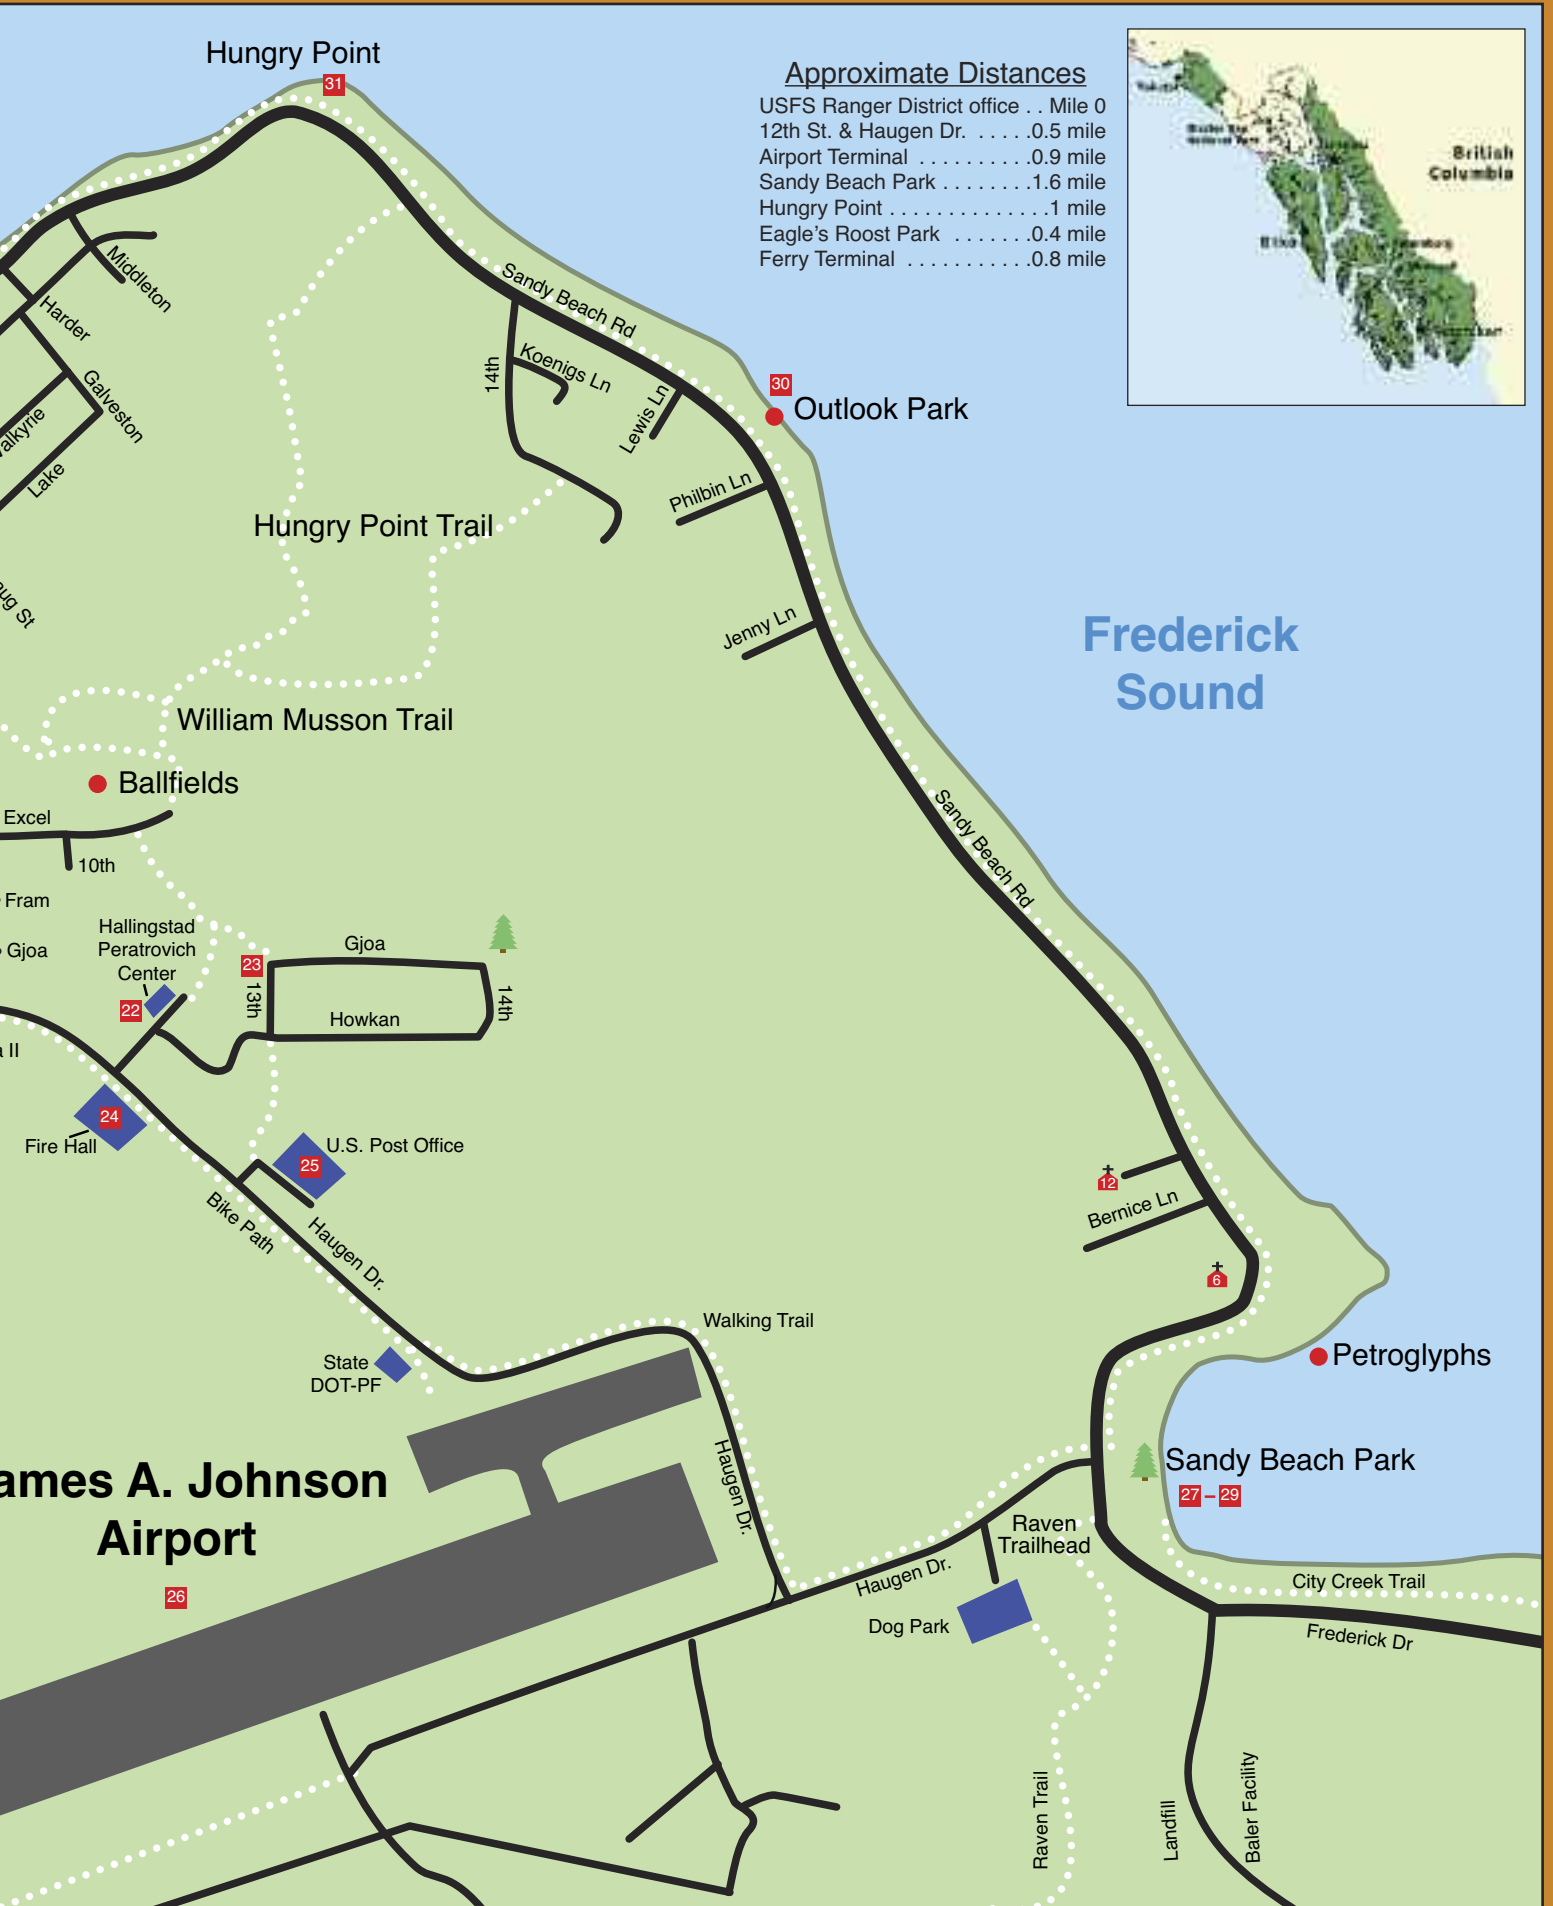 Hungry Point
31
Approximate Distances
USFS Ranger District office . . Mile 0
12th St. & Haugen Dr. . . . . .0.5 mile
Airport Terminal . . . . . . . . . .0.9 mile
Sandy Beach Park . . . . . . . .1.6 mile
Hungry Point . . . . . . . . . . . . . .1 mile
Eagle's Roost Park . . . . . . .0.4 mile
Ferry Terminal . . . . . . . . . . .0.8 mile
British
Columbia
Middleton
Harder
Galveston
Valkyrie
Lake
Sandy Beach Rd
14th
Koenigs Ln
Lewis Ln
30
Outlook Park
Philbin Ln
Hungry Point Trail
Jenny Ln
ug St
Frederick
Sound
William Musson Trail
Ballfields
Excel
10th
Sandy Beach Rd
Fram
Gjoa
Hallingstad
Peratrovich
Center
22
23
Gjoa
13th
14th
Howkan
II
24
Fire Hall
25
U.S. Post Office
Bike Path
Haugen Dr.
12
Bernice Ln
6
Walking Trail
State
DOT-PF
Petroglyphs
Haugen Dr.
Sandy Beach Park
27 – 29
ames A. Johnson
Airport
26
Raven
Trailhead
Haugen Dr.
Dog Park
City Creek Trail
Frederick Dr
Raven Trail
Landfill
Baler Facility